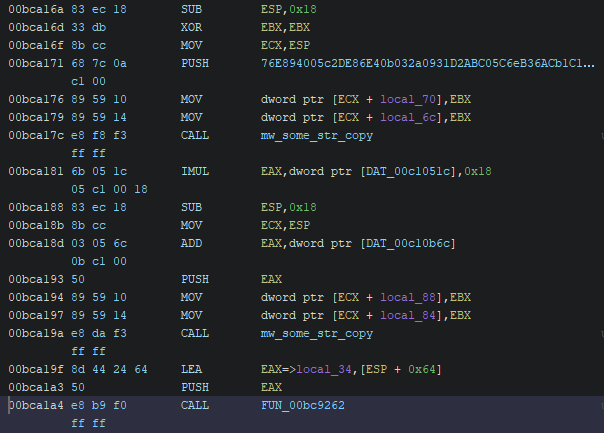 00bca16a 83 ec 18 SUB ESP,0x18
00bca16d 33 db XOR EBX,EBX
00bca16f 8b cc MOV ECX,ESP
00bca171 68 7c 0a PUSH 76E894005c2DE86E40b032a0931D2ABC05C6eB36ACb1C1...
c1 00
00bca176 89 59 10 MOV dword ptr [ECX + local_70],EBX
00bca179 89 59 14 MOV dword ptr [ECX + local_6c],EBX
00bca17c e8 f8 f3 CALL mw_some_str_copy
ff ff
00bca181 6b 05 1c IMUL EAX,dword ptr [DAT_00c1051c],0x18
05 c1 00 18
00bca188 83 ec 18 SUB ESP,0x18
00bca18b 8b cc MOV ECX,ESP
00bca18d 03 05 6c ADD EAX,dword ptr [DAT_00c10b6c]
0b c1 00
00bca193 50 PUSH EAX
00bca194 89 59 10 MOV dword ptr [ECX + local_88],EBX
00bca197 89 59 14 MOV dword ptr [ECX + local_84],EBX
00bca19a e8 da f3 CALL mw_some_str_copy
ff ff
00bca19f 8d 44 24 64 LEA EAX=>local_34,[ESP + 0x64]
00bca1a3 50 PUSH EAX
00bca1a4 e8 b9 f0 CALL FUN_00bc9262
ff ff